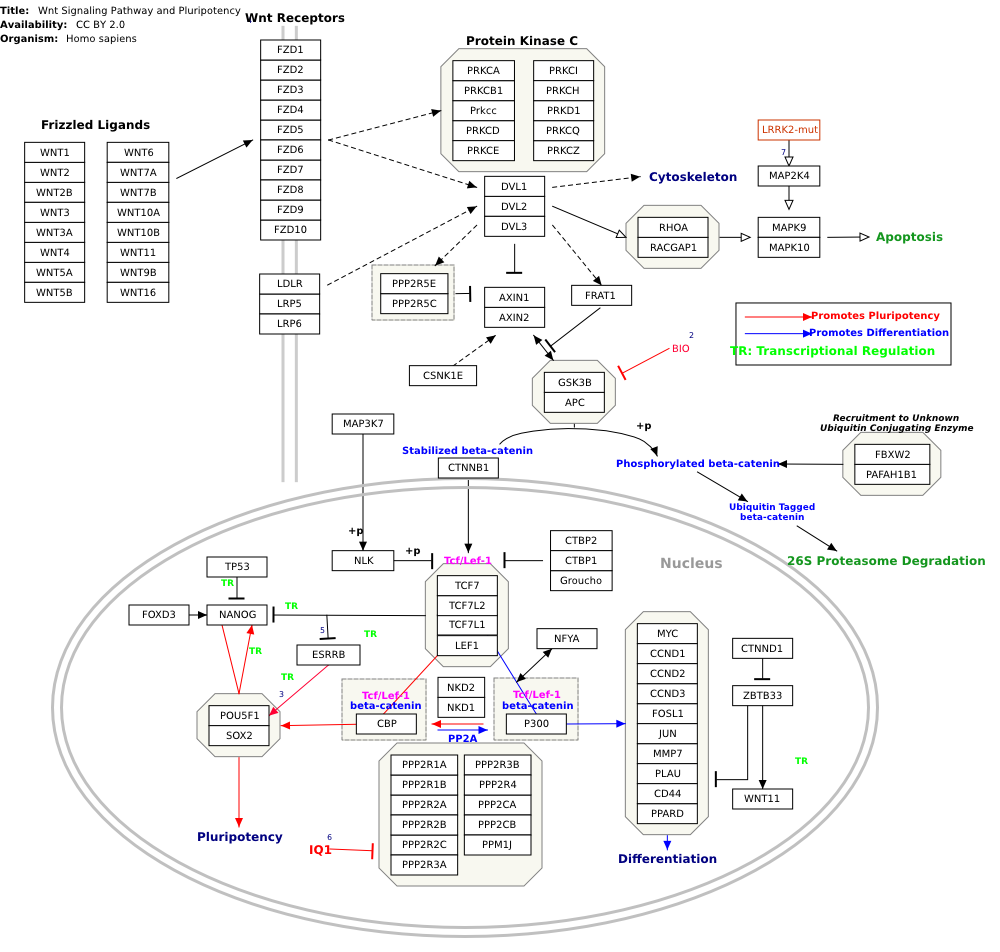 Title: Wnt Signaling Pathway and Pluripotency
Availability: CC BY 2.0
Organism: Homo sapiens
Wnt Receptors
FZD1
FZD2
FZD3
FZD4
FZD5
FZD6
FZD7
FZD8
FZD9
FZD10
LDLR
LRP5
LRP6
Frizzled Ligands
WNT1
WNT2
WNT2B
WNT3
WNT3A
WNT4
WNT5A
WNT5B
WNT6
WNT7A
WNT7B
WNT10A
WNT10B
WNT11
WNT9B
WNT16
Protein Kinase C
PRKCA
PRKCB1
Prkcc
PRKCD
PRKCE
PRKCI
PRKCH
PRKD1
PRKCQ
PRKCZ
DVL1
DVL2
DVL3
Cytoskeleton
LRRK2-mut
7
MAP2K4
RHOA
RACGAP1
MAPK9
MAPK10
Apoptosis
PPP2R5E
PPP2R5C
AXIN1
AXIN2
FRAT1
Promotes Pluripotency
Promotes Differentiation
TR: Transcriptional Regulation
2
BIO
CSNK1E
GSK3B
APC
MAP3K7
+p
Stabilized beta-catenin
CTNNB1
Phosphorylated beta-catenin
Recruitment to Unknown
Ubiquitin Conjugating Enzyme
FBXW2
PAFAH1B1
Ubiquitin Tagged
beta-catenin
26S Proteasome Degradation
Nucleus
+p
NLK
+p
Tcf/Lef-1
TCF7
TCF7L2
TCF7L1
LEF1
CTBP2
CTBP1
Groucho
TP53
TR
FOXD3
NANOG
TR
5
TR
ESRRB
TR
TR
3
POU5F1
SOX2
NFYA
Tcf/Lef-1
beta-catenin
CBP
NKD2
NKD1
PP2A
Tcf/Lef-1
beta-catenin
P300
MYC
CCND1
CCND2
CCND3
FOSL1
JUN
MMP7
PLAU
CD44
PPARD
CTNND1
ZBTB33
TR
WNT11
PPP2R1A
PPP2R1B
PPP2R2A
PPP2R2B
PPP2R2C
PPP2R3A
PPP2R3B
PPP2R4
PPP2CA
PPP2CB
PPM1J
Pluripotency
6
IQ1
Differentiation